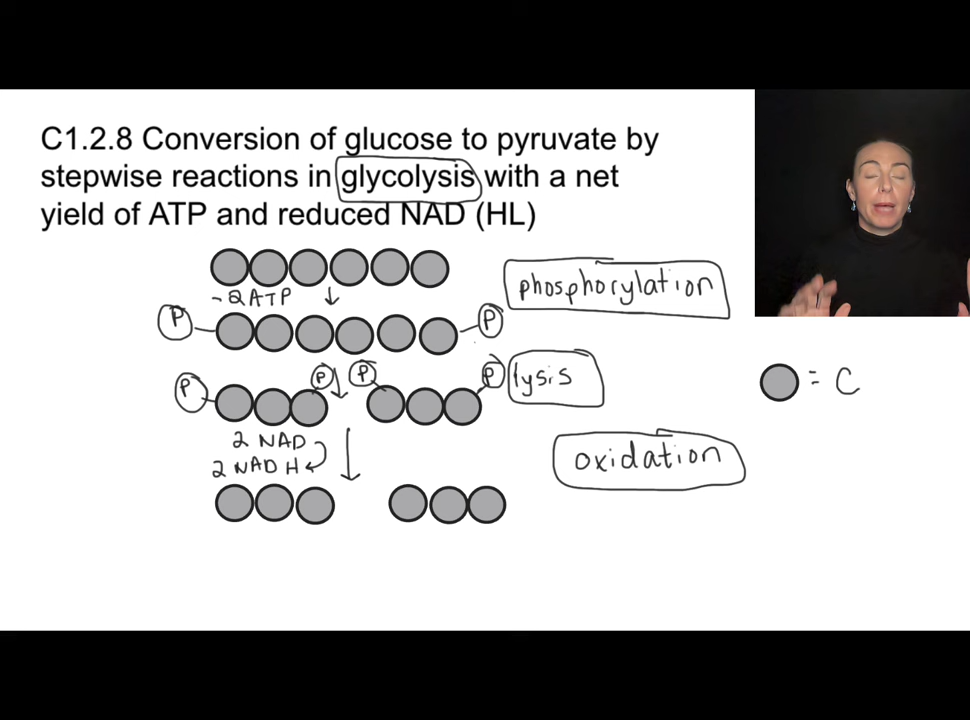 C1.2.8 Conversion of glucose to pyruvate by
stepwise reactions in glycolysis with a net
yield of ATP and reduced NAD (HL)
phosphorylation
-2ATP
P P
P P P P lysis
= C
2 NAD
2 NADH
oxidation